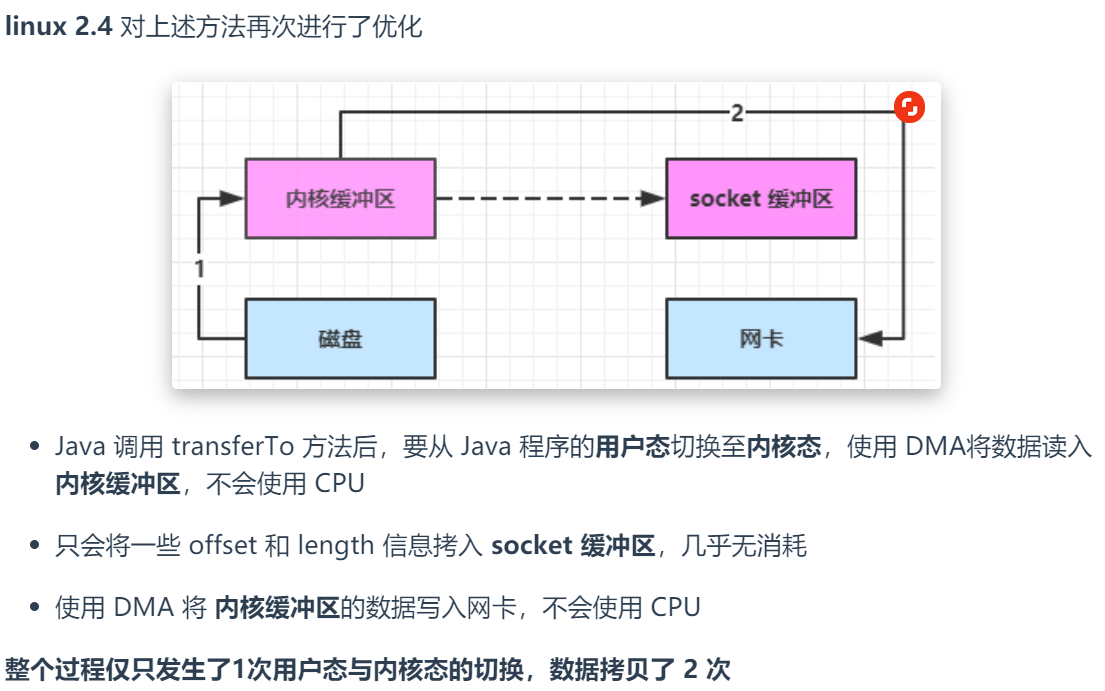 linux 2.4 对上述方法再次进行了优化
2
内核缓冲区
socket 缓冲区
1
磁盘
网卡
Java 调用 transferTo 方法后，要从 Java 程序的用户态切换至内核态，使用 DMA将数据读入
内核缓冲区，不会使用 CPU
只会将一些 offset 和 length 信息拷入 socket 缓冲区，几乎无消耗
使用 DMA 将 内核缓冲区的数据写入网卡，不会使用 CPU
整个过程仅只发生了1次用户态与内核态的切换，数据拷贝了 2 次